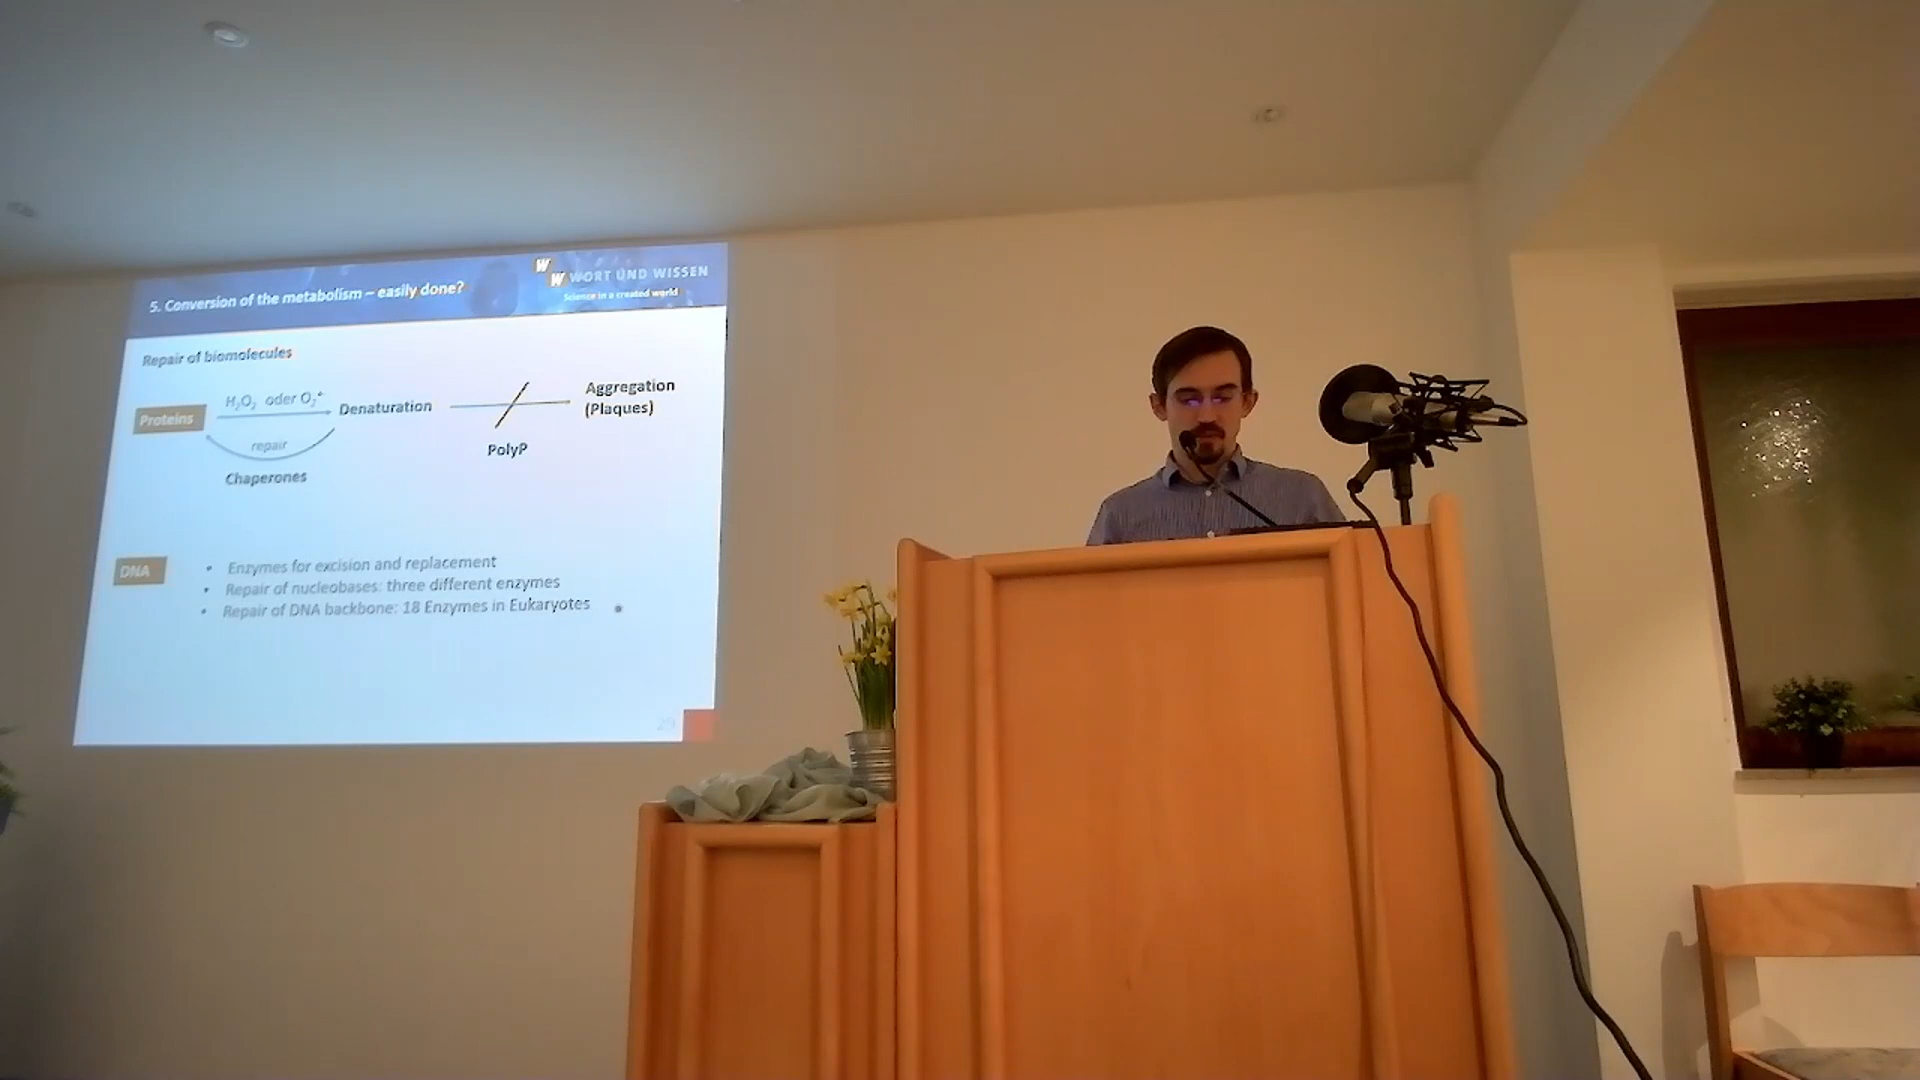 5. Conversion of the metabolism – easily done?
WW WORT UND WISSEN
Science in a created world
Repair of biomolecules
Proteins
H₂O₂ oder O₂•-
Denaturation
Aggregation
(Plaques)
repair
Chaperones
PolyP
DNA
• Enzymes for excision and replacement
• Repair of nucleobases: three different enzymes
• Repair of DNA backbone: 18 Enzymes in Eukaryotes